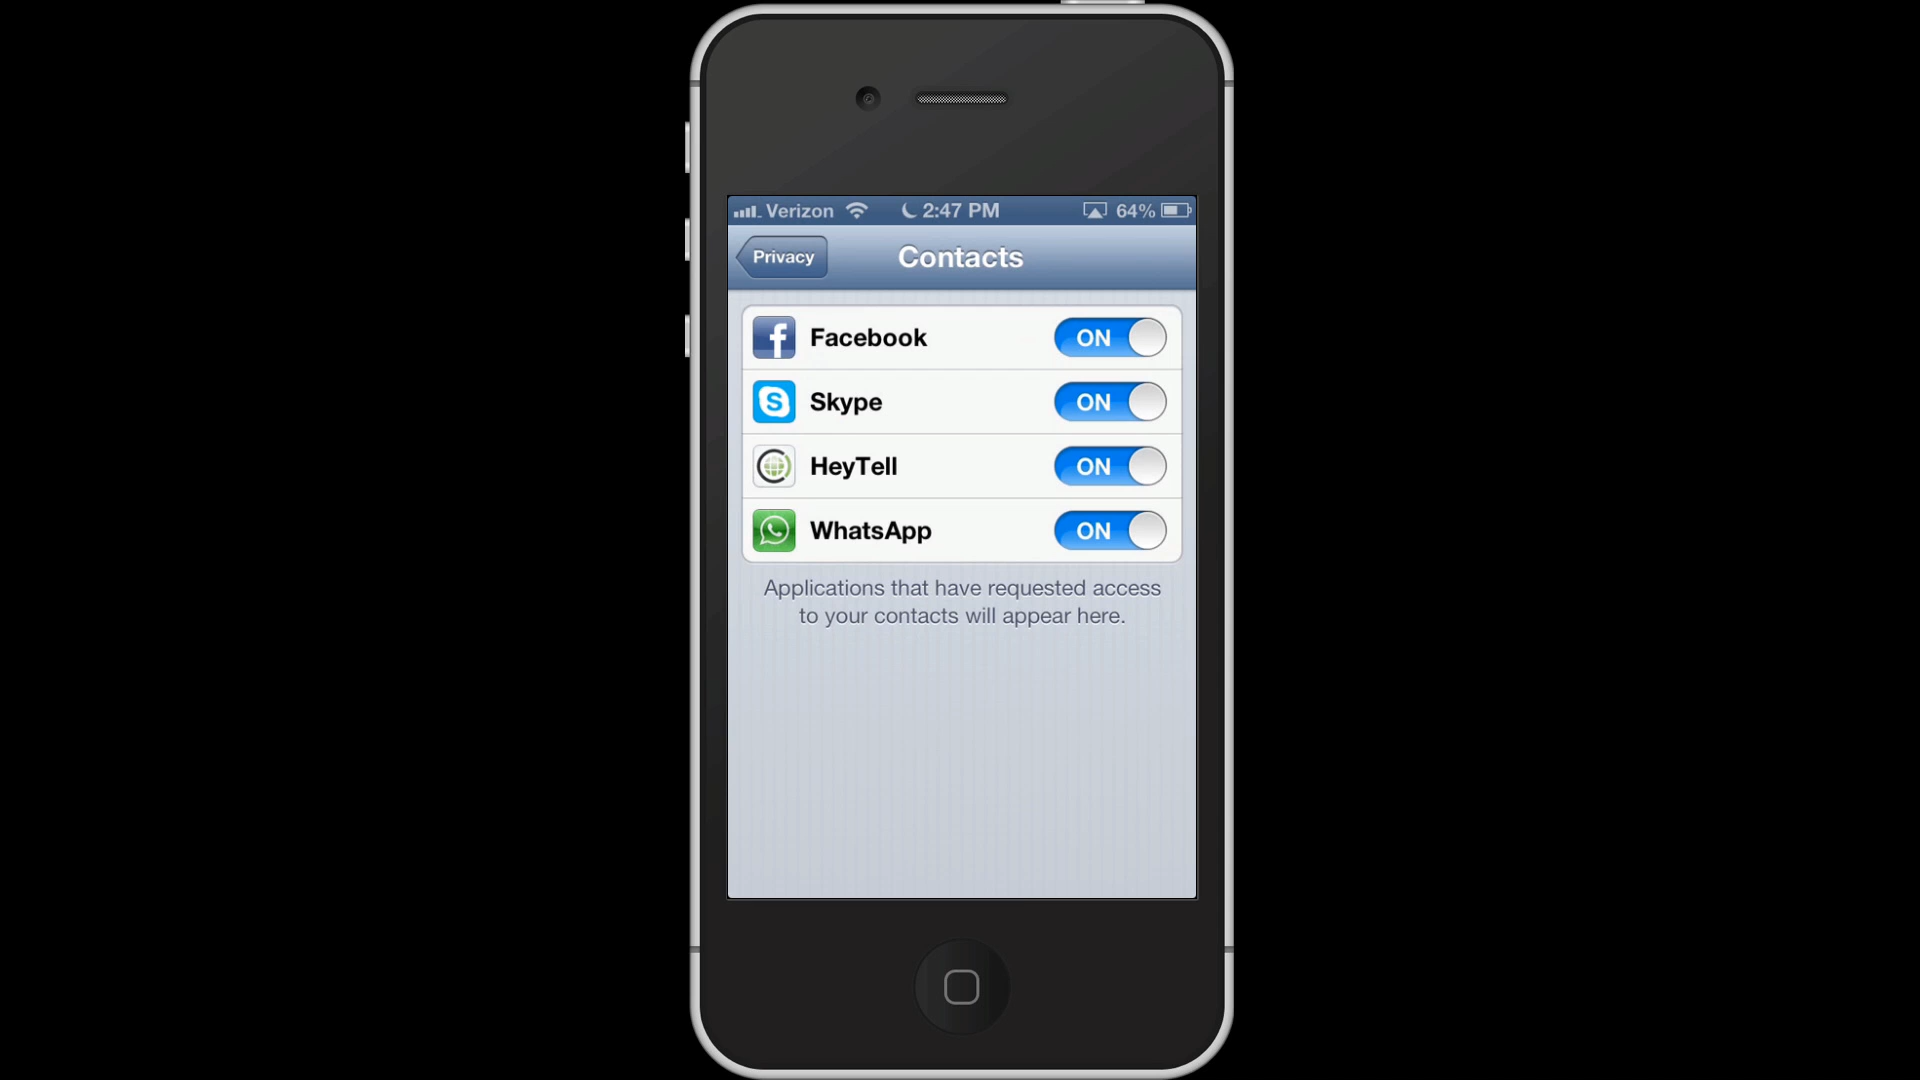 Verizon 2:47 PM 64%
Privacy Contacts
Facebook ON
Skype ON
HeyTell ON
WhatsApp ON
Applications that have requested access
to your contacts will appear here.